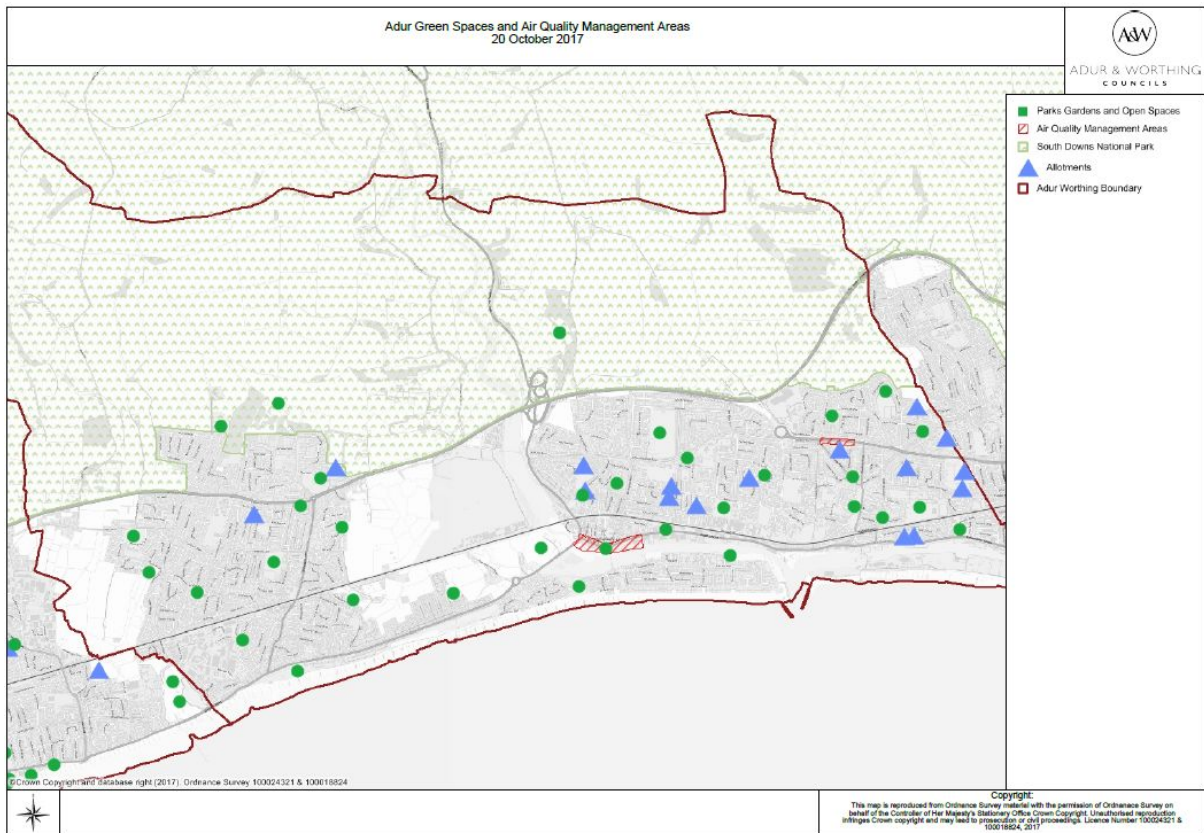 Adur Green Spaces and Air Quality Management Areas
20 October 2017
A&W
ADUR & WORTHING
COUNCILS
Parks Gardens and Open Spaces
Air Quality Management Areas
South Downs National Park
Allotments
Adur Worthing Boundary
©Crown Copyright and database right (2017). Ordnance Survey 100024321 & 100018824
Copyright:
This map is reproduced from Ordnance Survey material with the permission of Ordnanace Survey on
behalf of the Controller of Her Majesty's Stationery Office Crown Copyright. Unauthorised reproduction
infringes Crown copyright and may lead to prosecution or civil proceedings. Licence Number 100024321 &
100018824, 2017